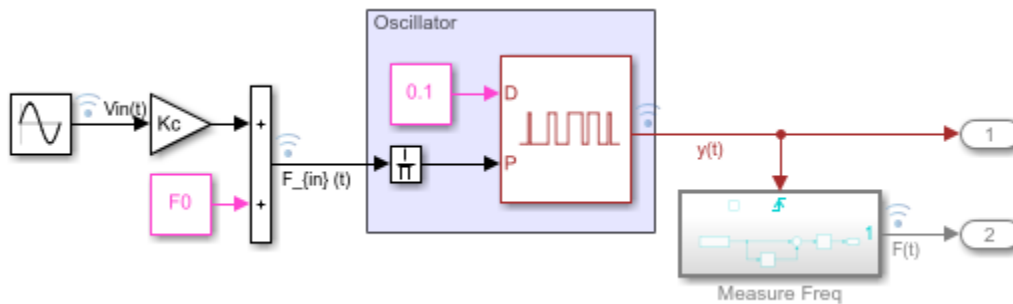 Oscillator
Vin(t)
Kc
F0
+
+
F_{in} (t)
0.1
D
P
y(t)
1
1
F(t)
2
Measure Freq